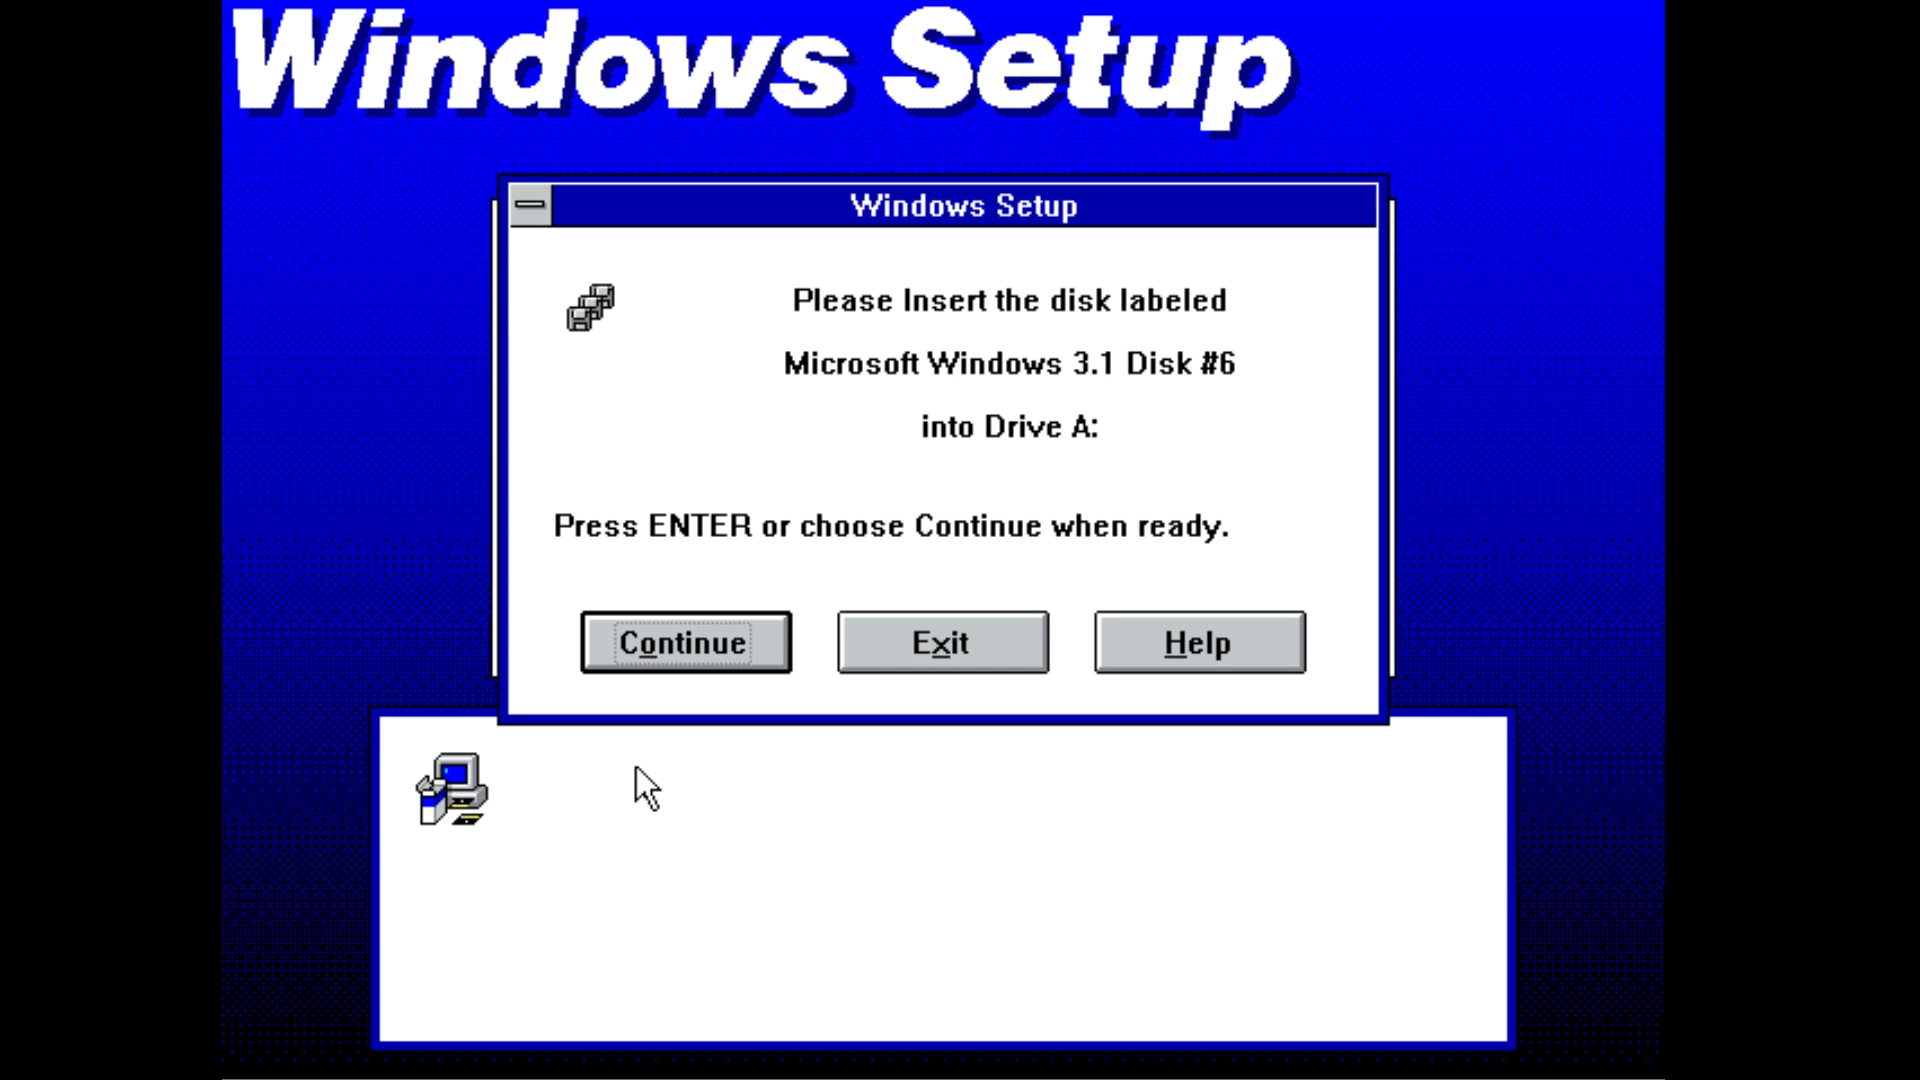 Windows Setup
Windows Setup
Please Insert the disk labeled
Microsoft Windows 3.1 Disk #6
into Drive A:
Press ENTER or choose Continue when ready.
Continue
Exit
Help